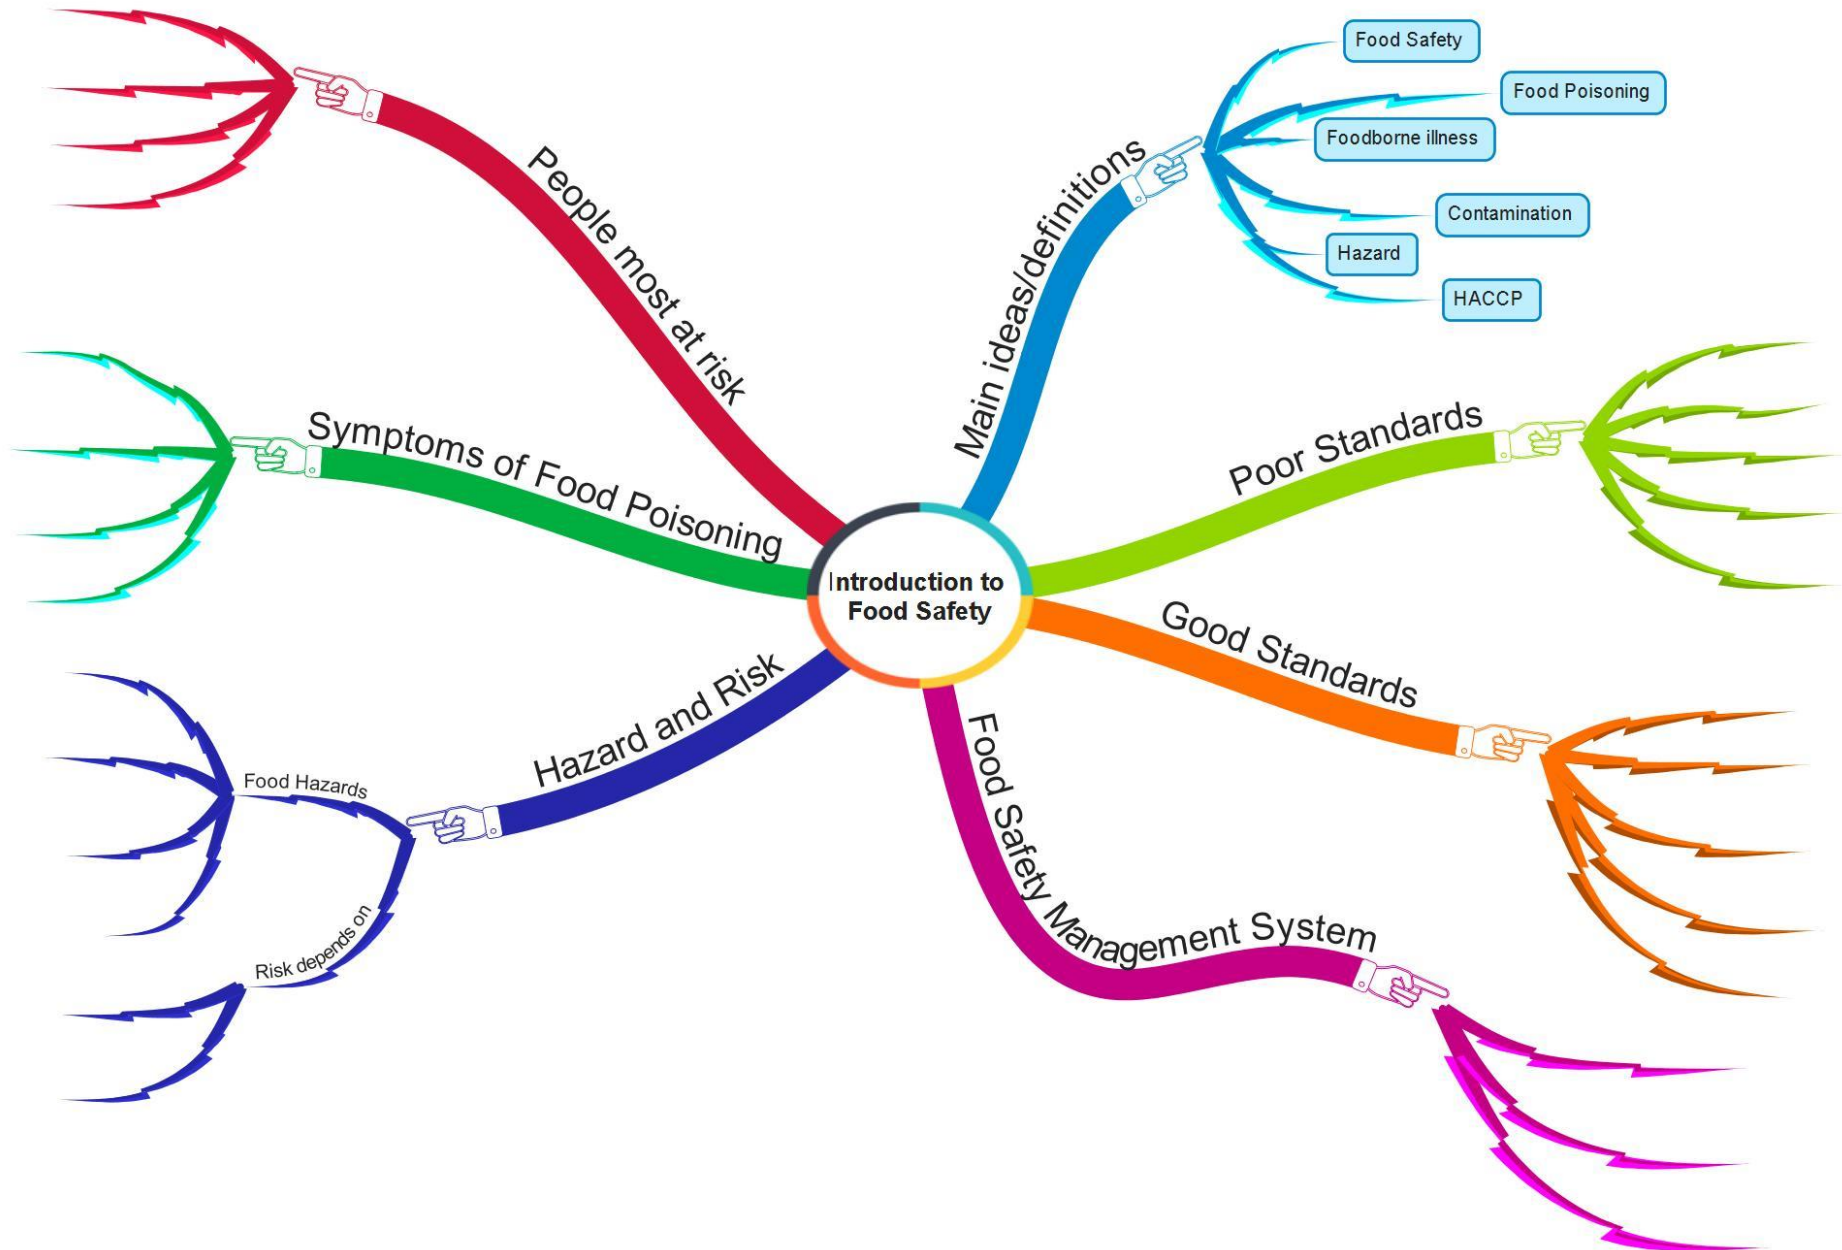 Introduction to
Food Safety
Main ideas/definitions
Food Safety
Food Poisoning
Foodborne illness
Contamination
Hazard
HACCP
Poor Standards
Good Standards
Food Safety Management System
Hazard and Risk
Food Hazards
Risk depends on
Symptoms of Food Poisoning
People most at risk